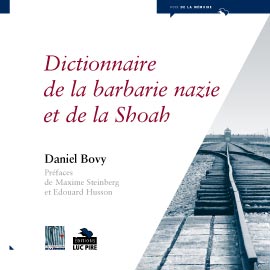 DE LA MÉMOIRE
Dictionnaire
de la barbarie nazie
et de la Shoah
Daniel Bovy
Préfaces
de Maxime Steinberg
et Edouard Husson
EDITIONS
LUC PIRE